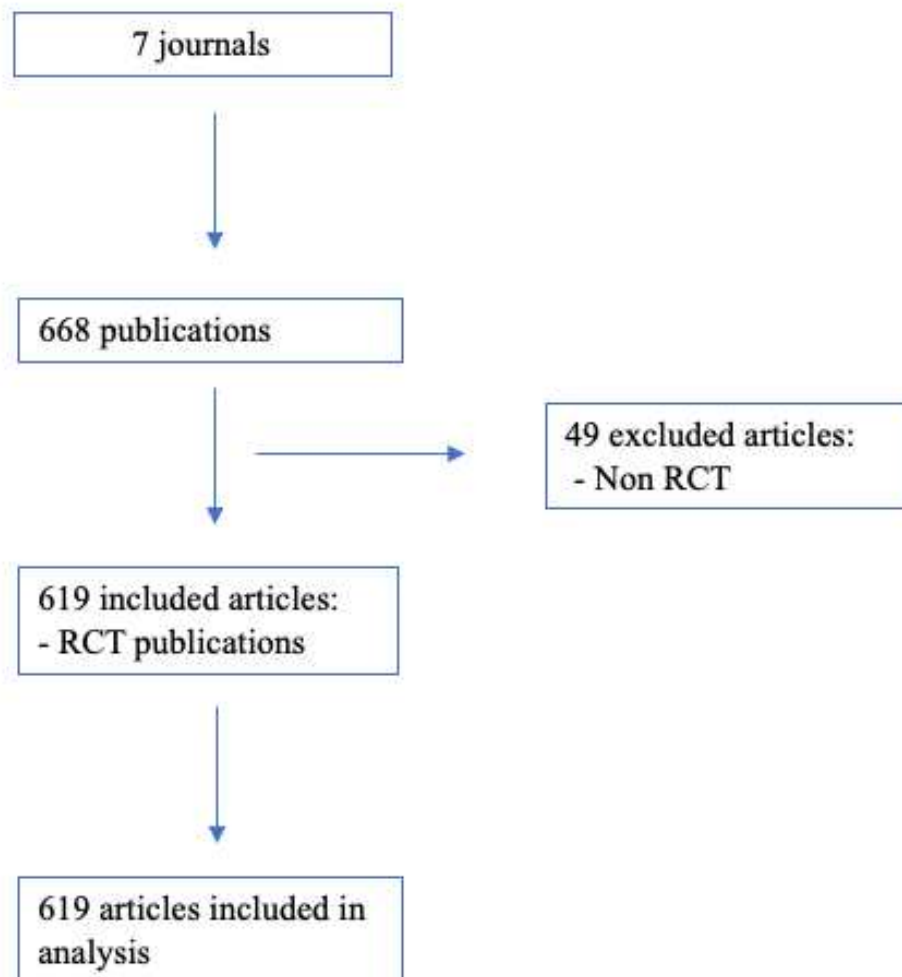 7 journals
668 publications
49 excluded articles:
- Non RCT
619 included articles:
- RCT publications
619 articles included in
analysis